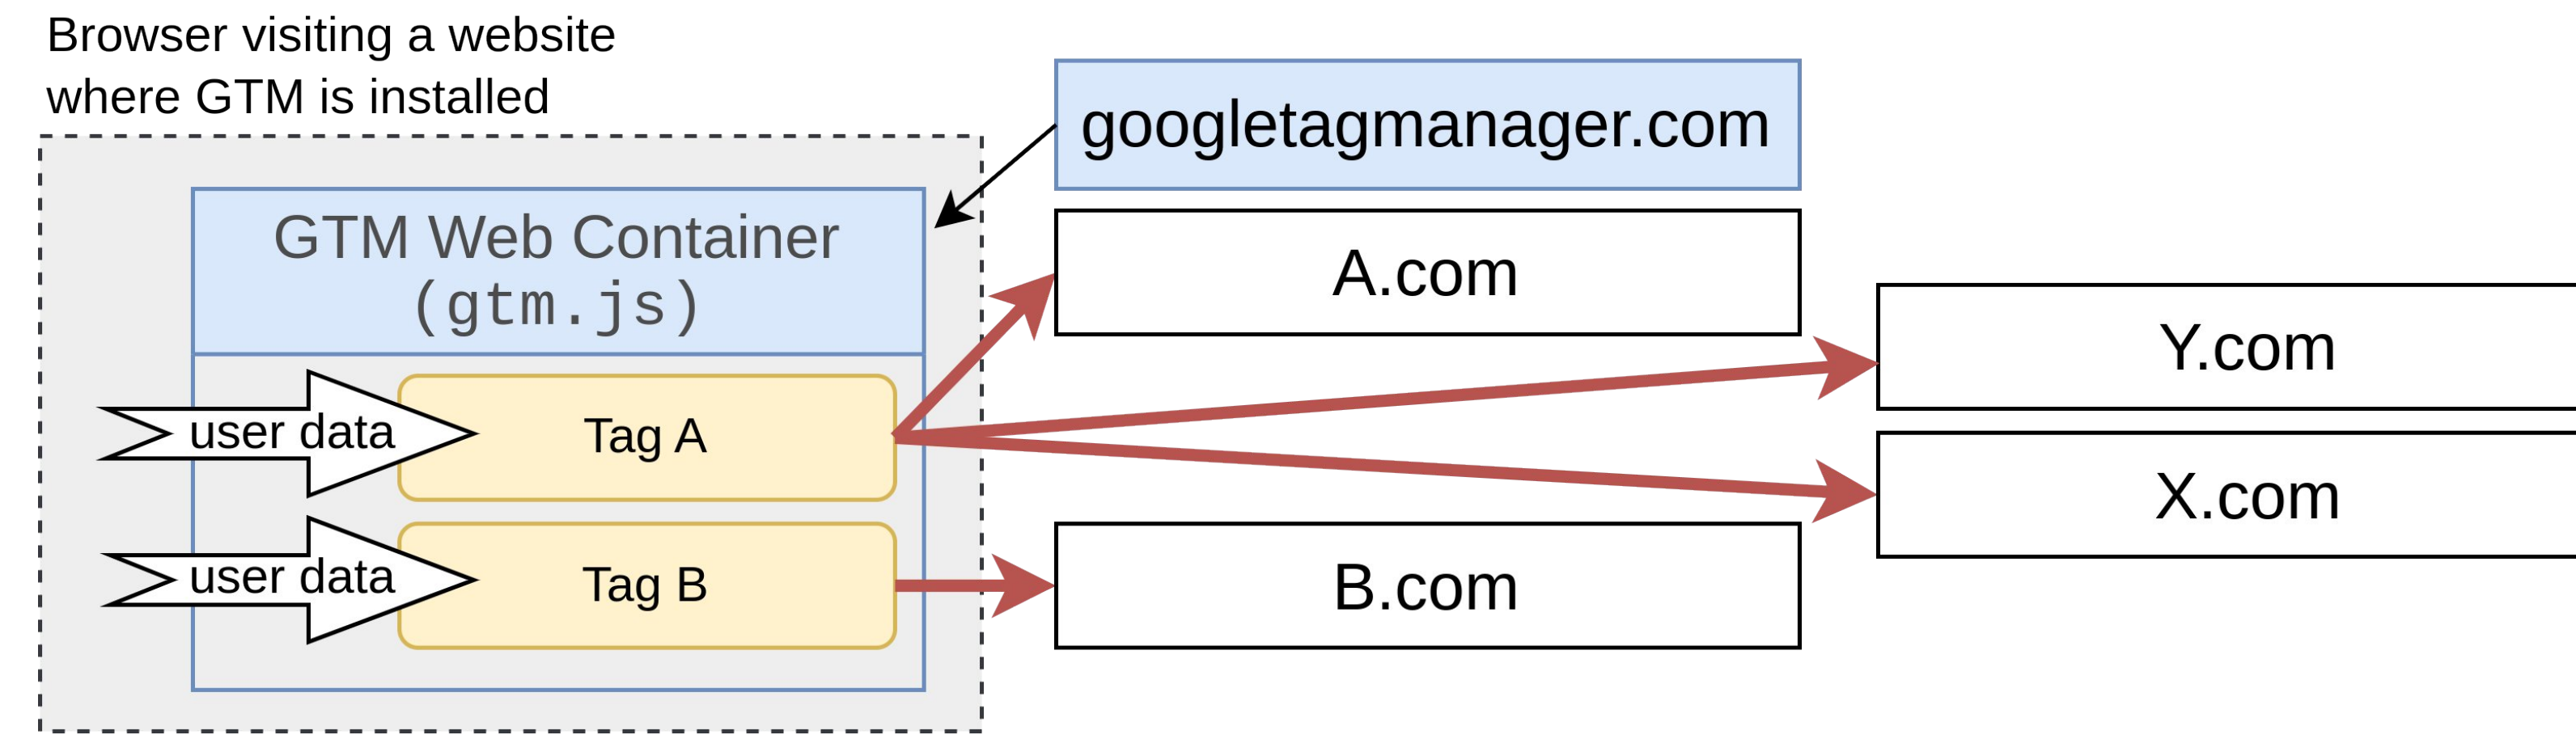 Browser visiting a website
where GTM is installed
googletagmanager.com
GTM Web Container
(gtm.js)
A.com
Y.com
user data
Tag A
X.com
user data
Tag B
B.com